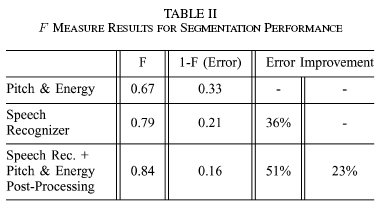 TABLE II
F MEASURE RESULTS FOR SEGMENTATION PERFORMANCE
F 1-F (Error) Error Improvement
Pitch & Energy 0.67 0.33 - -
Speech
Recognizer 0.79 0.21 36% -
Speech Rec. +
Pitch & Energy 0.84 0.16 51% 23%
Post-Processing